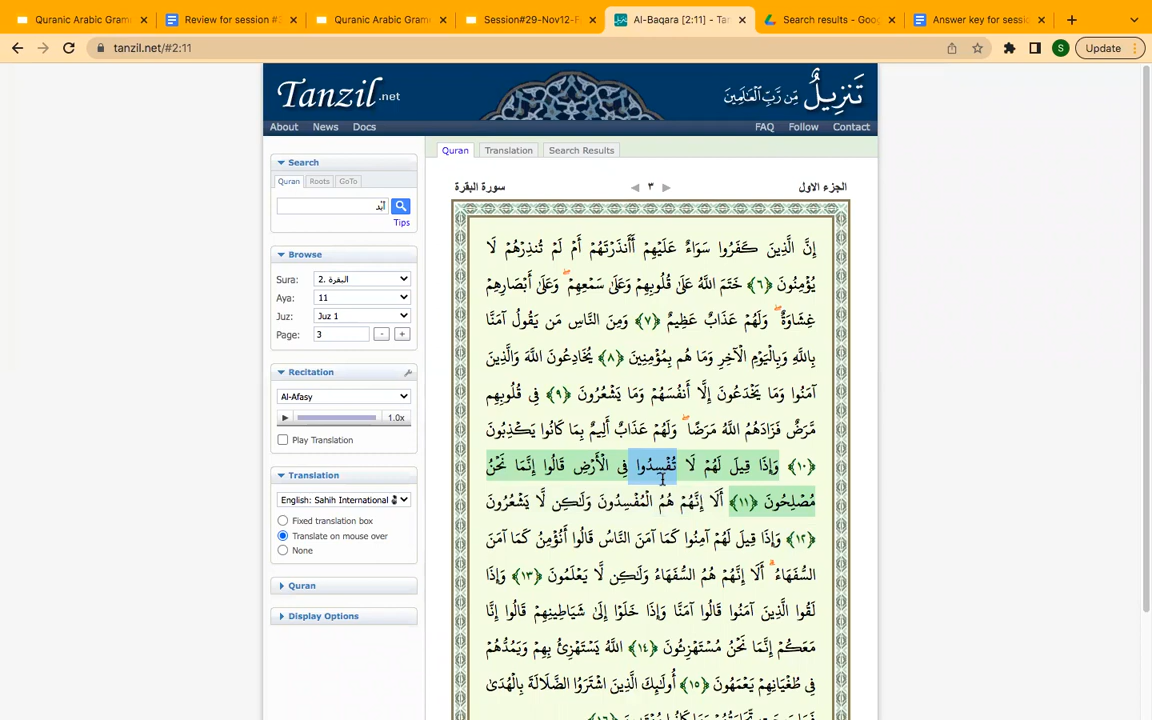 Quranic Arabic Gram
Review for session #3
Quranic Arabic Gram
Session#29-Nov12-F
Al-Baqara [2:11] - Tan
Search results - Goog
Answer key for sessi
tanzil.net/#2:11
S
Update
Tanzil.net
تَنزِيلٌ مِّن رَّبِّ الْعَالَمِينَ
About News Docs
FAQ Follow Contact
Search
Quran Roots GoTo
Tips
Browse
Sura: 2. البقرة
Aya: 11
Juz: Juz 1
Page: 3 - +
Recitation
Al-Afasy
1.0x
Play Translation
Translation
English: Sahih International
Fixed translation box
Translate on mouse over
None
Quran
Display Options
Quran Translation Search Results
الجزء الاول ٣ سورة البقرة
إِنَّ الَّذِينَ كَفَرُوا سَوَاءٌ عَلَيْهِمْ أَأَنذَرْتَهُمْ أَمْ لَمْ تُنذِرْهُمْ لَا
يُؤْمِنُونَ ﴿٦﴾ خَتَمَ اللَّهُ عَلَىٰ قُلُوبِهِمْ وَعَلَىٰ سَمْعِهِمْ ۖ وَعَلَىٰ أَبْصَارِهِمْ
غِشَاوَةٌ ۖ وَلَهُمْ عَذَابٌ عَظِيمٌ ﴿٧﴾ وَمِنَ النَّاسِ مَن يَقُولُ آمَنَّا
بِاللَّهِ وَبِالْيَوْمِ الْآخِرِ وَمَا هُم بِمُؤْمِنِينَ ﴿٨﴾ يُخَادِعُونَ اللَّهَ وَالَّذِينَ
آمَنُوا وَمَا يَخْدَعُونَ إِلَّا أَنفُسَهُمْ وَمَا يَشْعُرُونَ ﴿٩﴾ فِي قُلُوبِهِم
مَّرَضٌ فَزَادَهُمُ اللَّهُ مَرَضًا ۖ وَلَهُمْ عَذَابٌ أَلِيمٌ بِمَا كَانُوا يَكْذِبُونَ
﴿١٠﴾ وَإِذَا قِيلَ لَهُمْ لَا تُفْسِدُوا فِي الْأَرْضِ قَالُوا إِنَّمَا نَحْنُ
مُصْلِحُونَ ﴿١١﴾ أَلَا إِنَّهُمْ هُمُ الْمُفْسِدُونَ وَلَٰكِن لَّا يَشْعُرُونَ
﴿١٢﴾ وَإِذَا قِيلَ لَهُمْ آمِنُوا كَمَا آمَنَ النَّاسُ قَالُوا أَنُؤْمِنُ كَمَا آمَنَ
السُّفَهَاءُ ۗ أَلَا إِنَّهُمْ هُمُ السُّفَهَاءُ وَلَٰكِن لَّا يَعْلَمُونَ ﴿١٣﴾ وَإِذَا
لَقُوا الَّذِينَ آمَنُوا قَالُوا آمَنَّا وَإِذَا خَلَوْا إِلَىٰ شَيَاطِينِهِمْ قَالُوا إِنَّا
مَعَكُمْ إِنَّمَا نَحْنُ مُسْتَهْزِئُونَ ﴿١٤﴾ اللَّهُ يَسْتَهْزِئُ بِهِمْ وَيَمُدُّهُمْ
فِي طُغْيَانِهِمْ يَعْمَهُونَ ﴿١٥﴾ أُولَٰئِكَ الَّذِينَ اشْتَرَوُا الضَّلَالَةَ بِالْهُدَىٰ